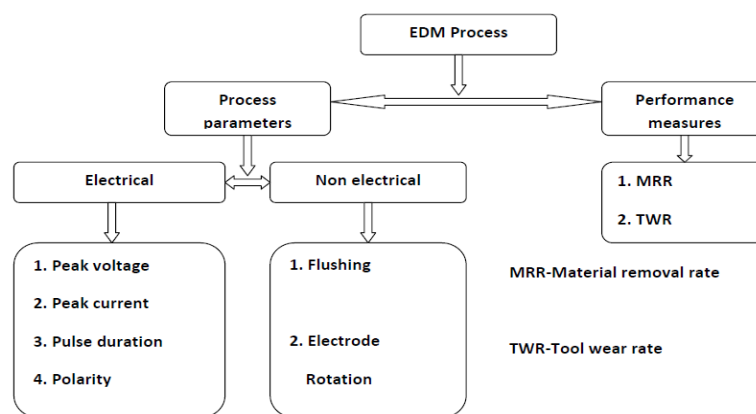 EDM Process
Process
parameters
Performance
measures
Electrical
Non electrical
1. MRR
2. TWR
1. Peak voltage
2. Peak current
3. Pulse duration
4. Polarity
1. Flushing
2. Electrode
Rotation
MRR-Material removal rate
TWR-Tool wear rate